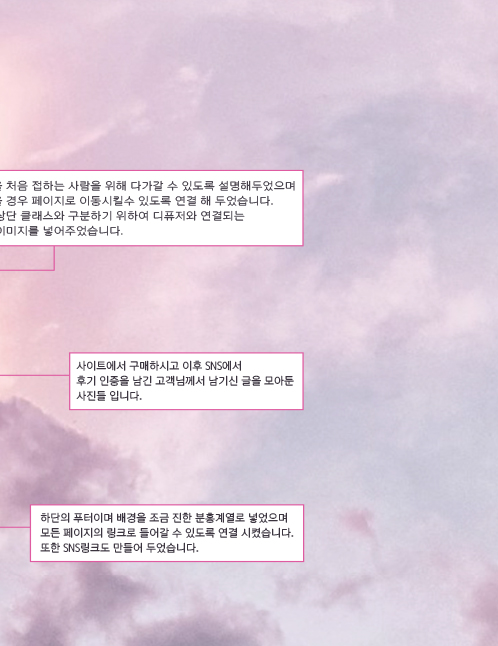 처음 접하는 사람을 위해 다가갈 수 있도록 설명해두었으며
경우 페이지로 이동시킬수 있도록 연결 해 두었습니다.
상단 클래스와 구분하기 위하여 디퓨저와 연결되는
이미지를 넣어주었습니다.
사이트에서 구매하시고 이후 SNS에서
후기 인증을 남긴 고객님께서 남기신 글을 모아둔
사진들 입니다.
하단의 푸터이며 배경을 조금 진한 분홍계열로 넣었으며
모든 페이지의 링크로 들어갈 수 있도록 연결 시켰습니다.
또한 SNS링크도 만들어 두었습니다.